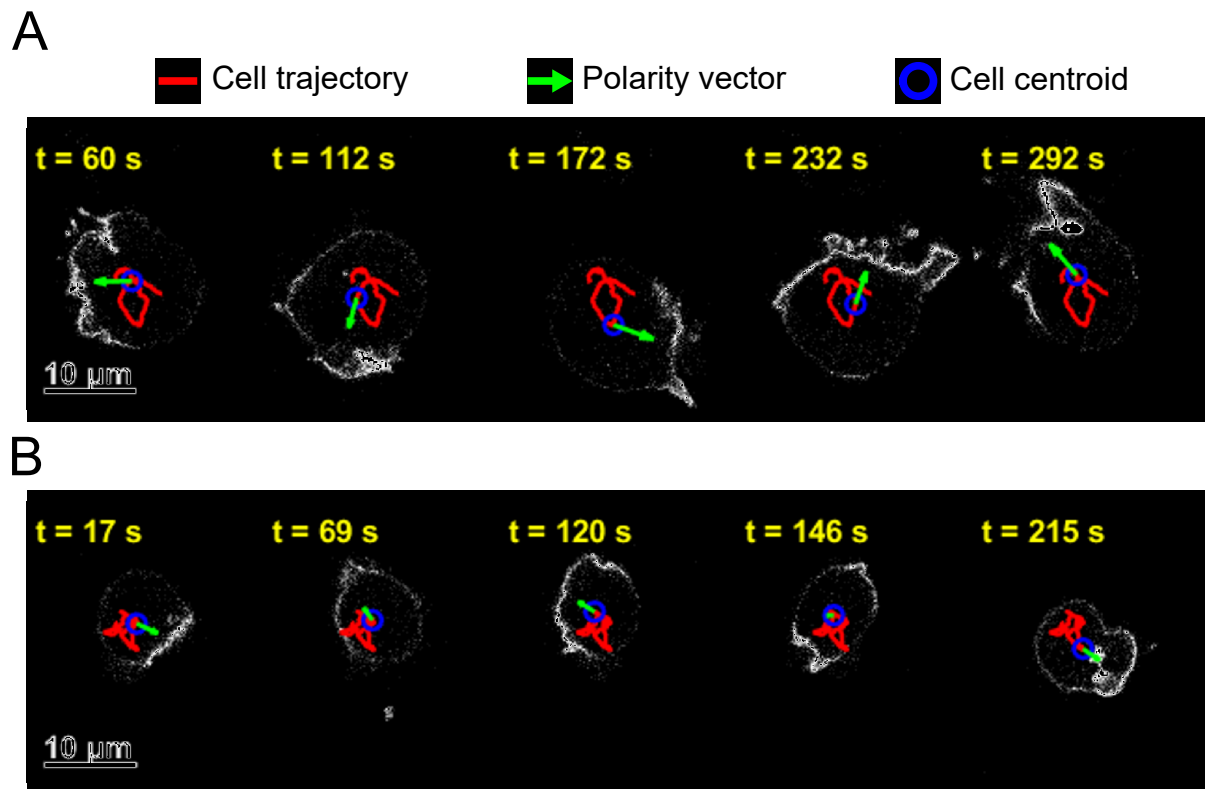 A
Cell trajectory Polarity vector Cell centroid
t = 60 s t = 112 s t = 172 s t = 232 s t = 292 s
10 µm
B
t = 17 s t = 69 s t = 120 s t = 146 s t = 215 s
10 µm